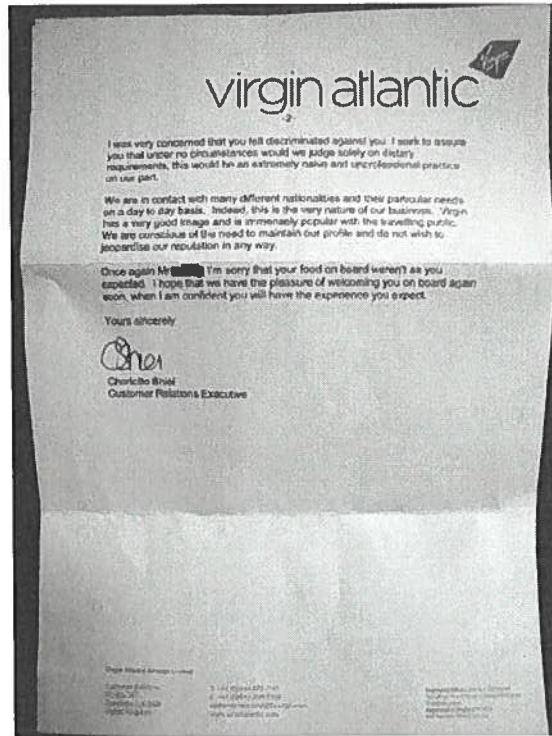 virgin atlantic
-2-
I was very concerned that you felt discriminated against you. I seek to assure
you that under no circumstances would we judge solely on dietary
requirements, this would be an extremely naive and unprofessional practice
on our part.
We are in contact with many different nationalities and their particular needs
on a day to day basis. Indeed, this is the very nature of our business. Virgin
has a very good image and is immensely popular with the travelling public.
We are conscious of the need to maintain our profile and do not wish to
jeopardise our reputation in any way.
Once again Mr I'm sorry that your food on board weren't as you
expected. I hope that we have the pleasure of welcoming you on board again
soon, when I am confident you will have the experience you expect.
Yours sincerely
Customer Relations Executive